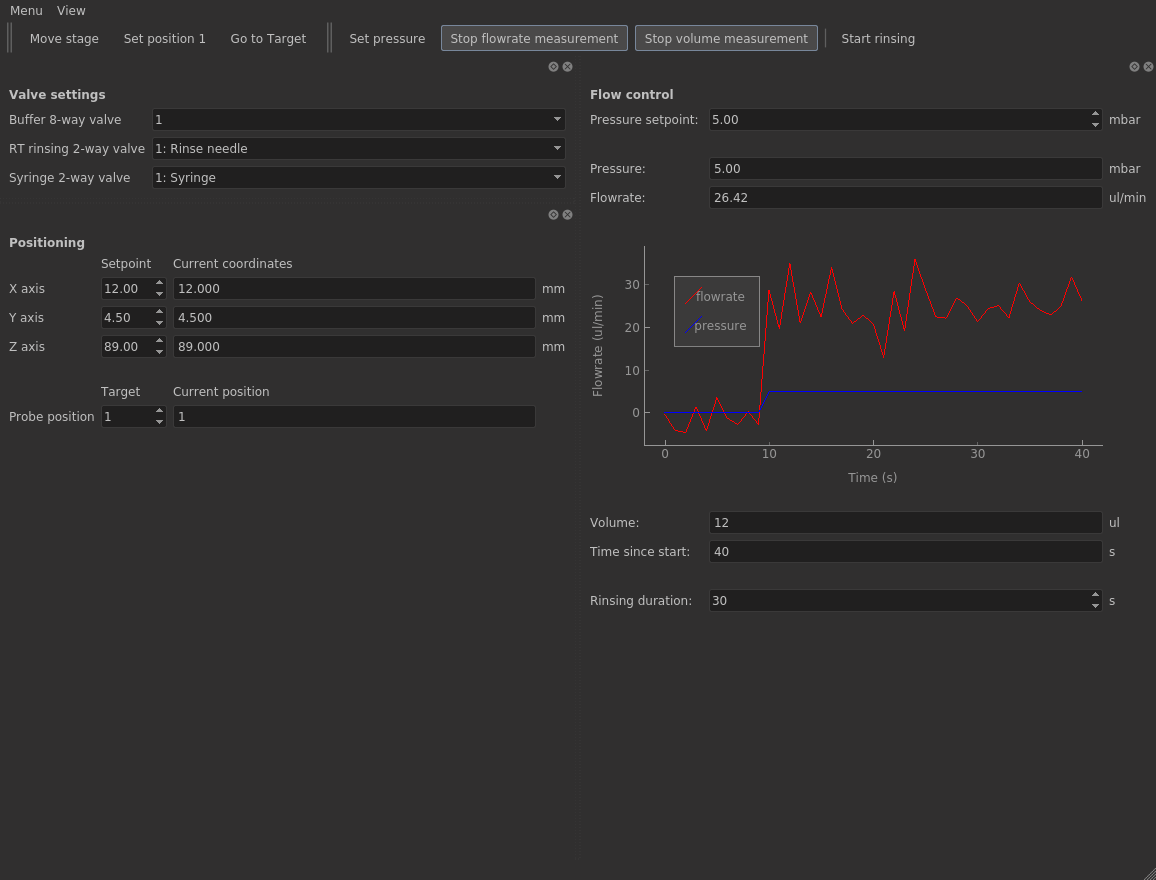 Menu View
Move stage Set position 1 Go to Target Set pressure Stop flowrate measurement Stop volume measurement Start rinsing
Valve settings
Buffer 8-way valve 1
RT rinsing 2-way valve 1: Rinse needle
Syringe 2-way valve 1: Syringe
Positioning
Setpoint Current coordinates
X axis 12.00 12.000 mm
Y axis 4.50 4.500 mm
Z axis 89.00 89.000 mm
Target Current position
Probe position 1 1
Flow control
Pressure setpoint: 5.00 mbar
Pressure: 5.00 mbar
Flowrate: 26.42 ul/min
Flowrate (ul/min)
30
20
10
0
flowrate
pressure
0 10 20 30 40
Time (s)
Volume: 12 ul
Time since start: 40 s
Rinsing duration: 30 s